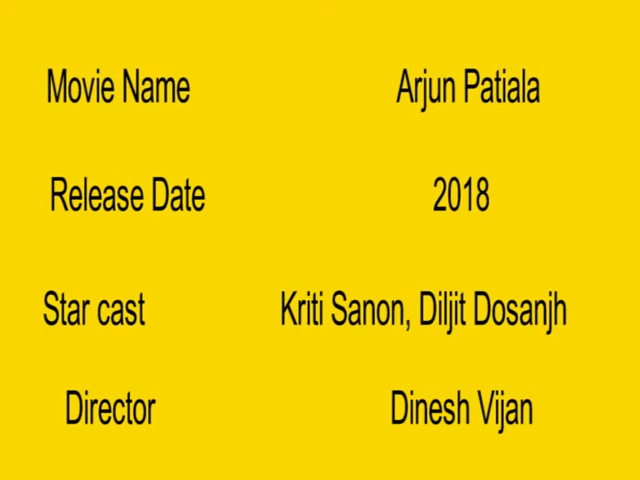 Movie Name Arjun Patiala
Release Date 2018
Star cast Kriti Sanon, Diljit Dosanjh
Director Dinesh Vijan